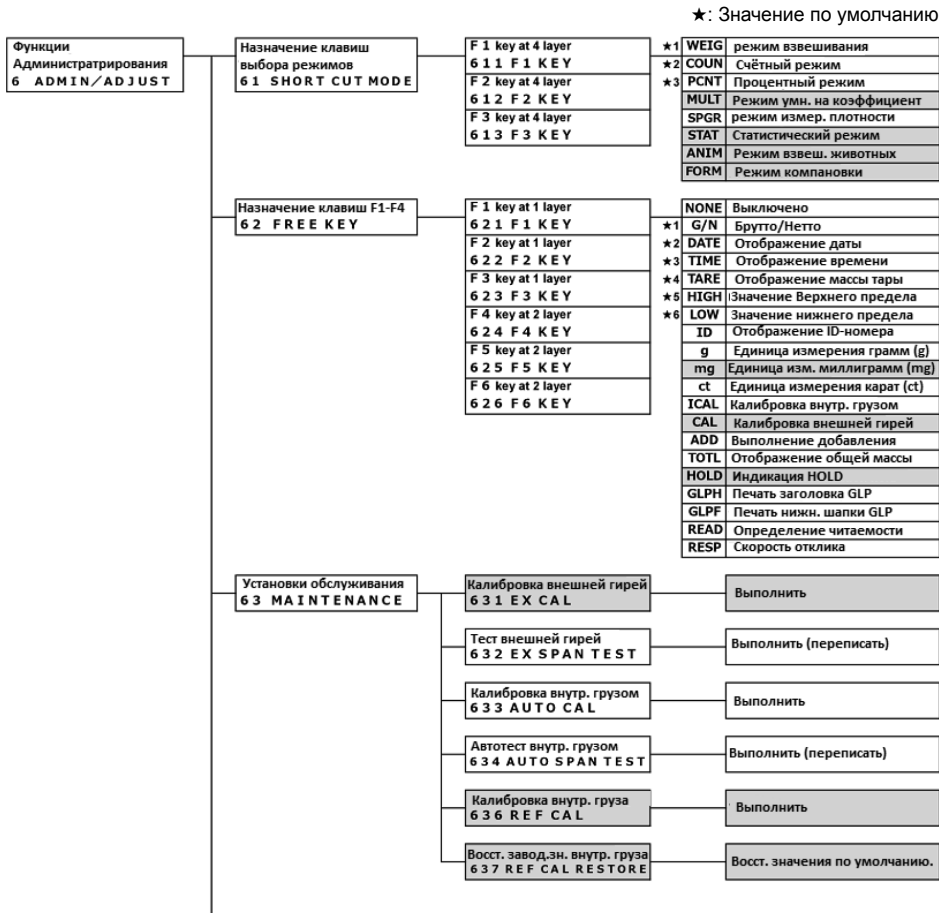 ★: Значение по умолчанию
Функции
Администратрирования
6 ADMIN/ADJUST
Назначение клавиш
выбора режимов
61 SHORT CUT MODE
F 1 key at 4 layer
611 F1 KEY
F 2 key at 4 layer
612 F2 KEY
F 3 key at 4 layer
613 F3 KEY
★1 WEIG режим взвешивания
★2 COUN Счётный режим
★3 PCNT Процентный режим
MULT Режим умн. на коэффициент
SPGR режим измер. плотности
STAT Статистический режим
ANIM Режим взвеш. животных
FORM Режим компановки
Назначение клавиш F1-F4
62 FREE KEY
F 1 key at 1 layer
621 F1 KEY
F 2 key at 1 layer
622 F2 KEY
F 3 key at 1 layer
623 F3 KEY
F 4 key at 2 layer
624 F4 KEY
F 5 key at 2 layer
625 F5 KEY
F 6 key at 2 layer
626 F6 KEY
NONE Выключено
★1 G/N Брутто/Нетто
★2 DATE Отображение даты
★3 TIME Отображение времени
★4 TARE Отображение массы тары
★5 HIGH Значение Верхнего предела
★6 LOW Значение нижнего предела
ID Отображение ID-номера
g Единица измерения грамм (g)
mg Единица изм. миллиграмм (mg)
ct Единица измерения карат (ct)
ICAL Калибровка внутр. грузом
CAL Калибровка внешней гирей
ADD Выполнение добавления
TOTL Отображение общей массы
HOLD Индикация HOLD
GLPH Печать заголовка GLP
GLPF Печать нижн. шапки GLP
READ Определение читаемости
RESP Скорость отклика
Установки обслуживания
63 MAINTENANCE
Калибровка внешней гирей
631 EX CAL
Выполнить
Тест внешней гирей
632 EX SPAN TEST
Выполнить (переписать)
Калибровка внутр. грузом
633 AUTO CAL
Выполнить
Автотест внутр. грузом
634 AUTO SPAN TEST
Выполнить (переписать)
Калибровка внутр. груза
636 REF CAL
Выполнить
Восст. завод.зн. внутр. груза
637 REF CAL RESTORE
Восст. значения по умолчанию.